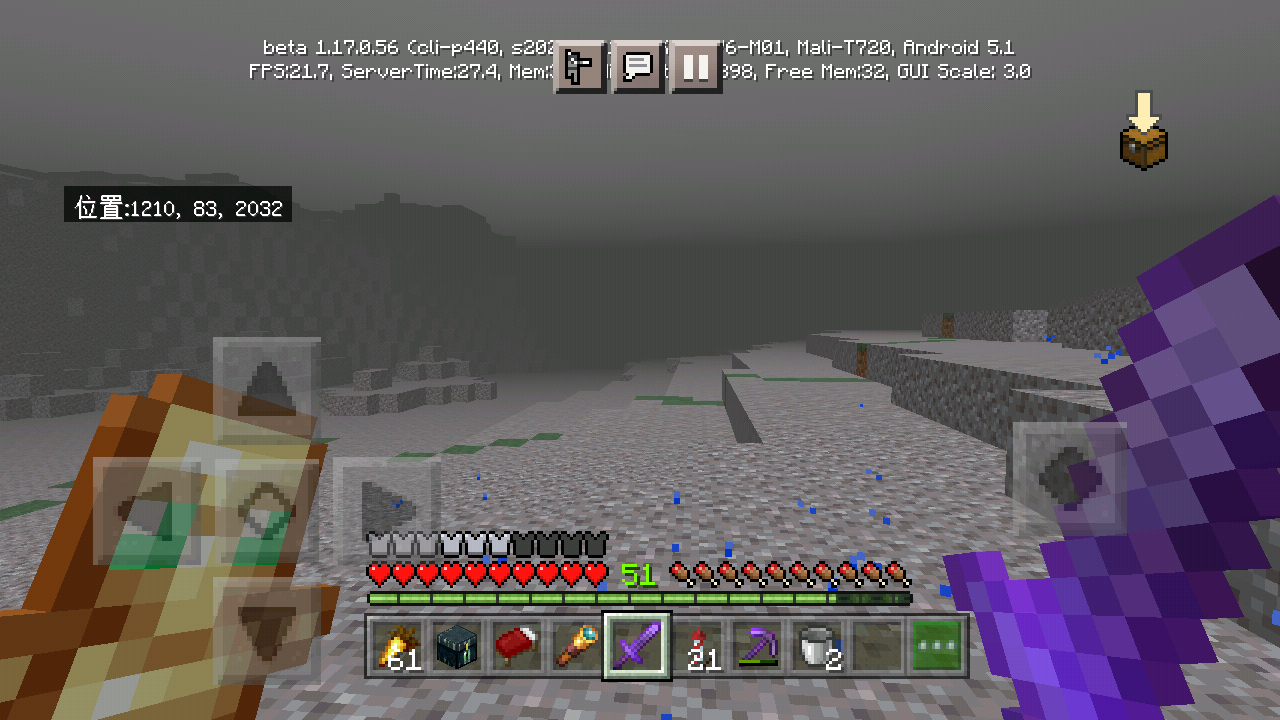 beta 1.17.0.56 (cli-p440, s202 6-M01, Mali-T720, Android 5.1
FPS:21.7, ServerTime:27.4, Mem: 398, Free Mem:32, GUI Scale: 3.0
位置:1210, 83, 2032
51
61
21
2